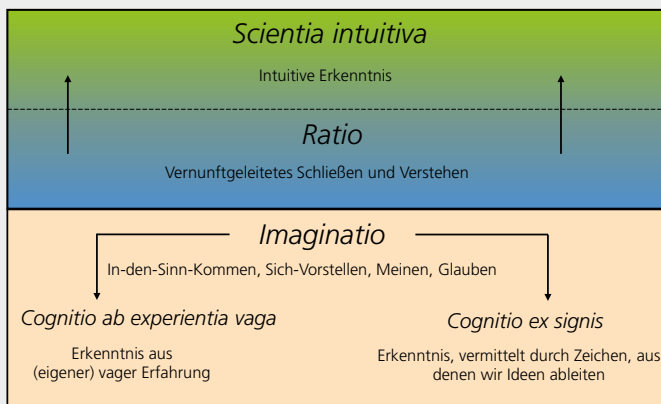 Scientia intuitiva
Intuitive Erkenntnis
Ratio
Vernunftgeleitetes Schließen und Verstehen
Imaginatio
In-den-Sinn-Kommen, Sich-Vorstellen, Meinen, Glauben
Cognitio ab experientia vaga
Erkenntnis aus
(eigener) vager Erfahrung
Cognitio ex signis
Erkenntnis, vermittelt durch Zeichen, aus
denen wir Ideen ableiten